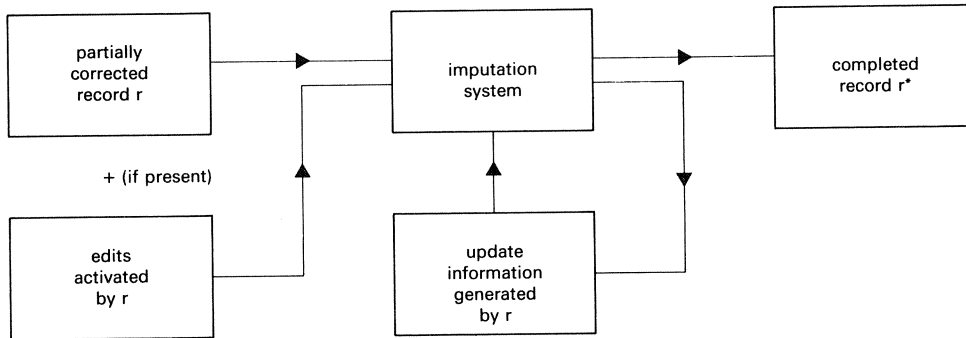 partially
corrected
record r
imputation
system
completed
record r*
+ (if present)
edits
activated
by r
update
information
generated
by r